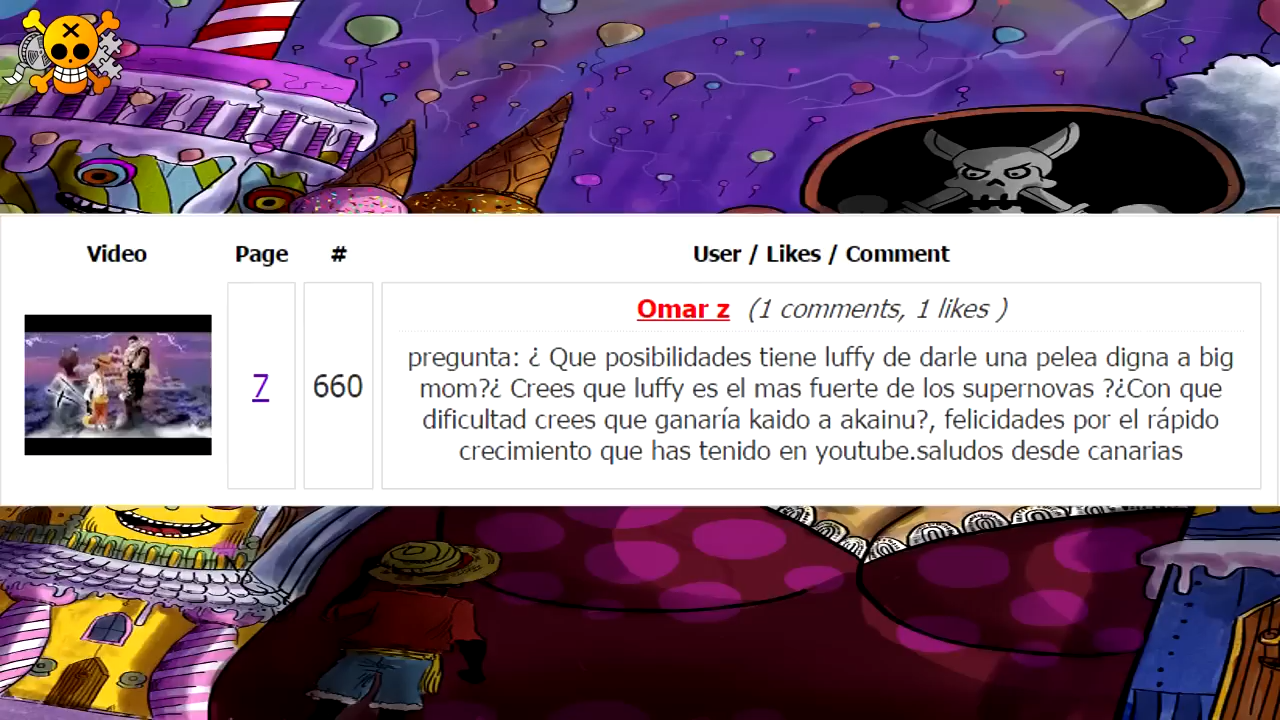 Video Page # User / Likes / Comment
Omar z (1 comments, 1 likes )
7 660
pregunta: ¿ Que posibilidades tiene luffy de darle una pelea digna a big
mom?¿ Crees que luffy es el mas fuerte de los supernovas ?¿Con que
dificultad crees que ganaría kaido a akainu?, felicidades por el rápido
crecimiento que has tenido en youtube.saludos desde canarias